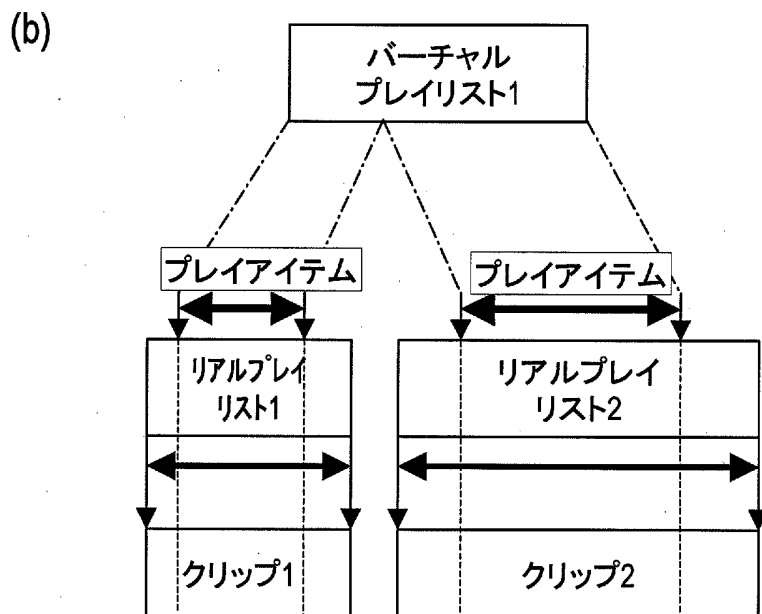 (b)
バーチャル
プレイリスト1
プレイアイテム
プレイアイテム
リアルプレイ
リスト1
リアルプレイ
リスト2
クリップ1
クリップ2